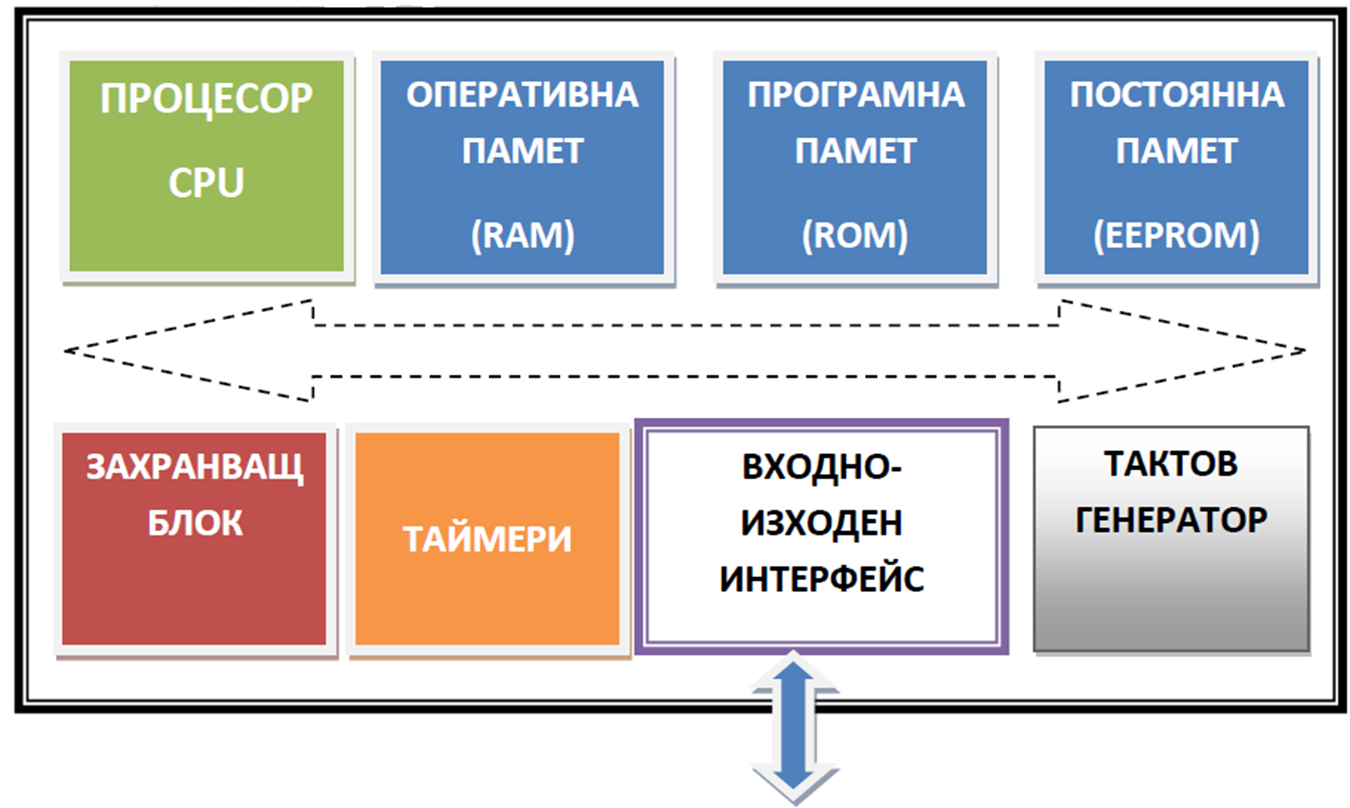 ПРОЦЕСОР
CPU
ОПЕРАТИВНА
ПАМЕТ
(RAM)
ПРОГРАМНА
ПАМЕТ
(ROM)
ПОСТОЯННА
ПАМЕТ
(EEPROM)
ЗАХРАНВАЩ
БЛОК
ТАЙМЕРИ
ВХОДНО-
ИЗХОДЕН
ИНТЕРФЕЙС
ТАКТОВ
ГЕНЕРАТОР